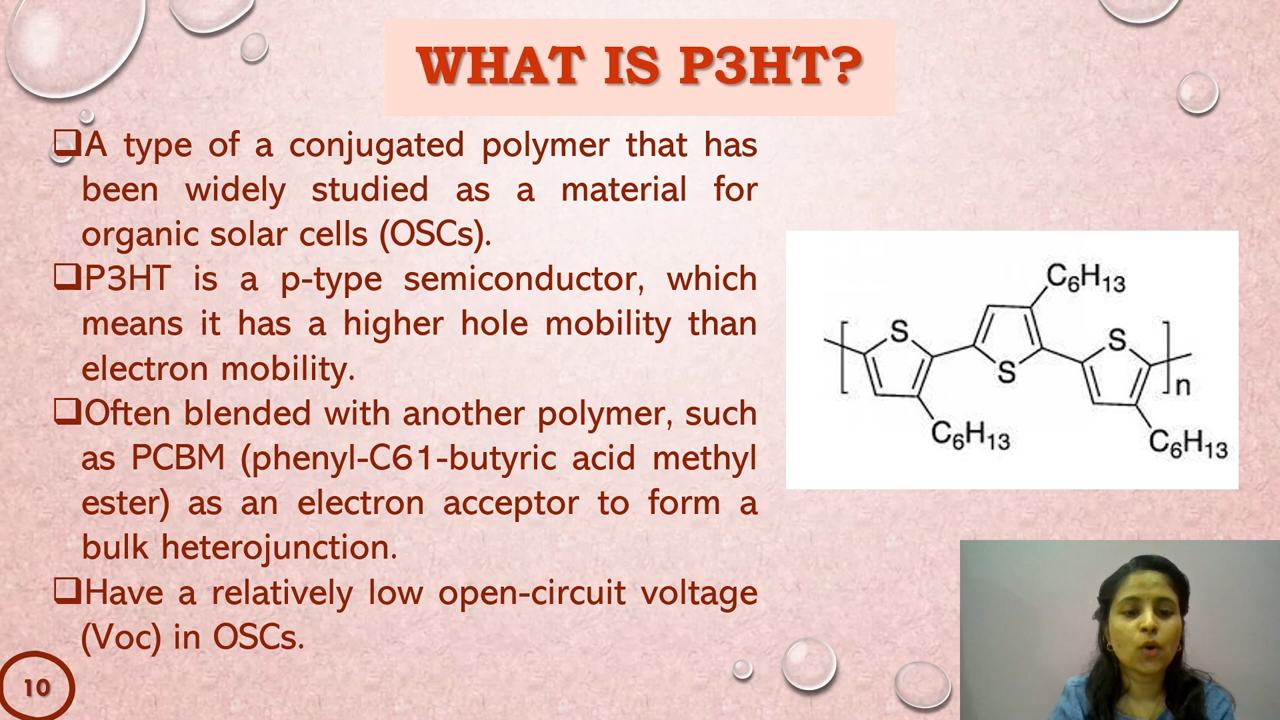 WHAT IS P3HT?
❑A type of a conjugated polymer that has
been widely studied as a material for
organic solar cells (OSCs).
❑P3HT is a p-type semiconductor, which
means it has a higher hole mobility than
electron mobility.
❑Often blended with another polymer, such
as PCBM (phenyl-C61-butyric acid methyl
ester) as an electron acceptor to form a
bulk heterojunction.
❑Have a relatively low open-circuit voltage
(Voc) in OSCs.
C₆H₁₃
S
S
S
n
C₆H₁₃
C₆H₁₃
10